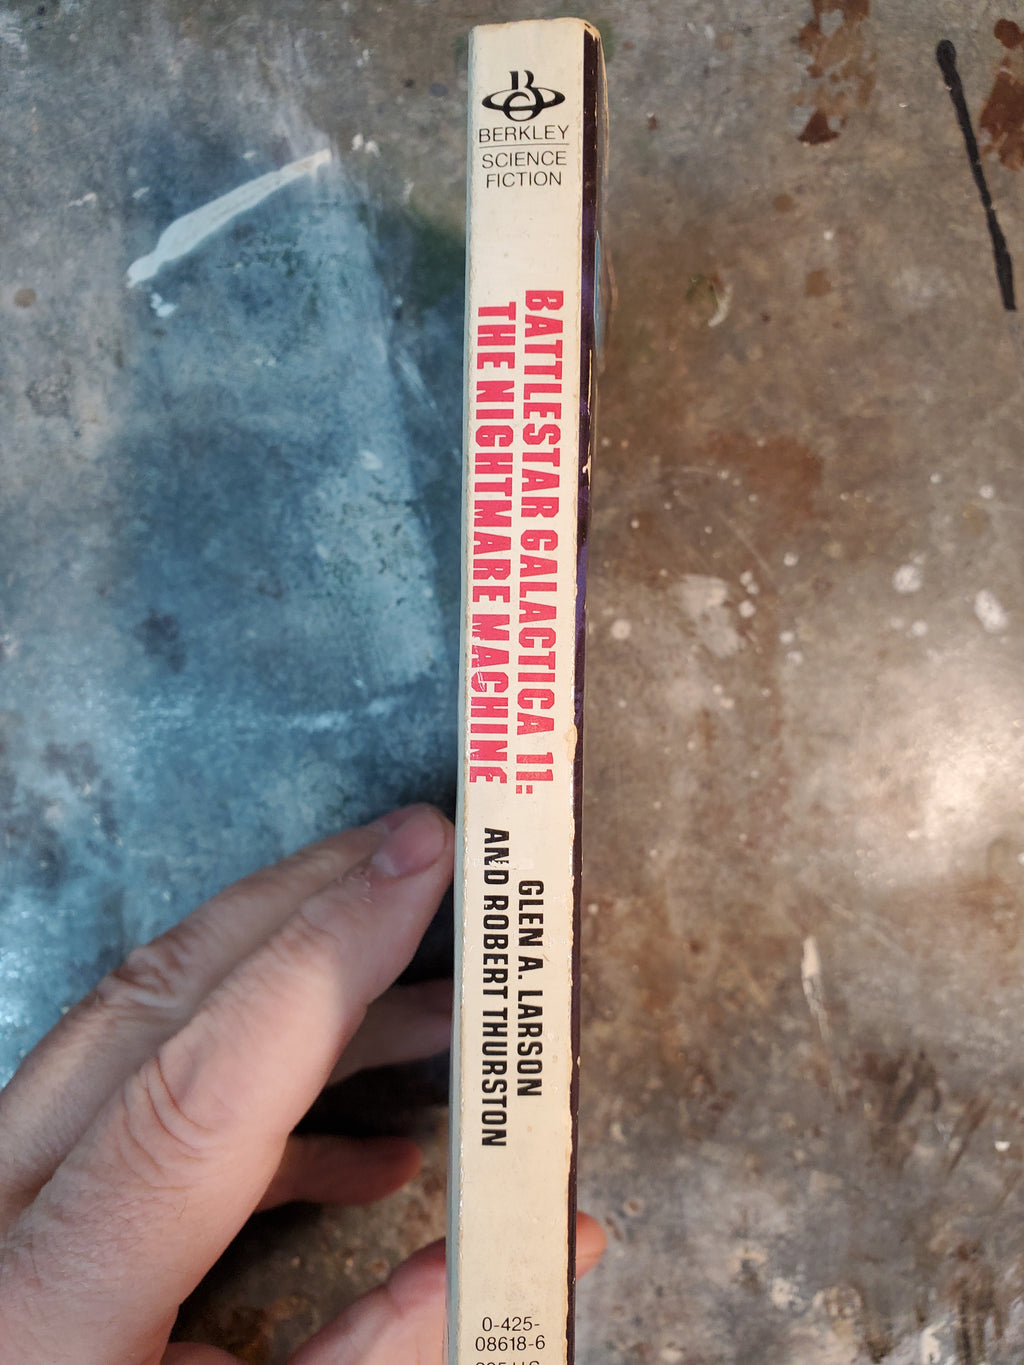 BERKLEY
SCIENCE
FICTION
BATTLESTAR GALACTICA 11:
THE NIGHTMARE MACHINE
GLEN A. LARSON
AND ROBERT THURSTON
0-425-
08618-6